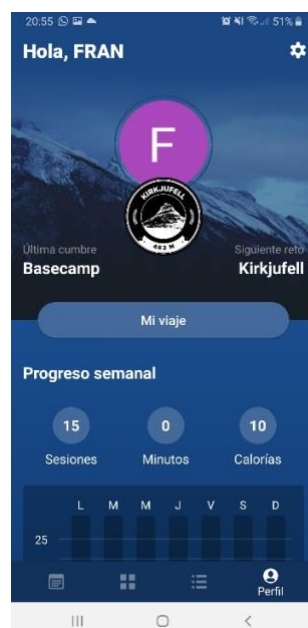 20:55 51%
Hola, FRAN
F
KIRKJUFELL
463 M
Última cumbre Siguiente reto
Basecamp Kirkjufell
Mi viaje
Progreso semanal
15 0 10
Sesiones Minutos Calorías
L M M J V S D
25
Perfil